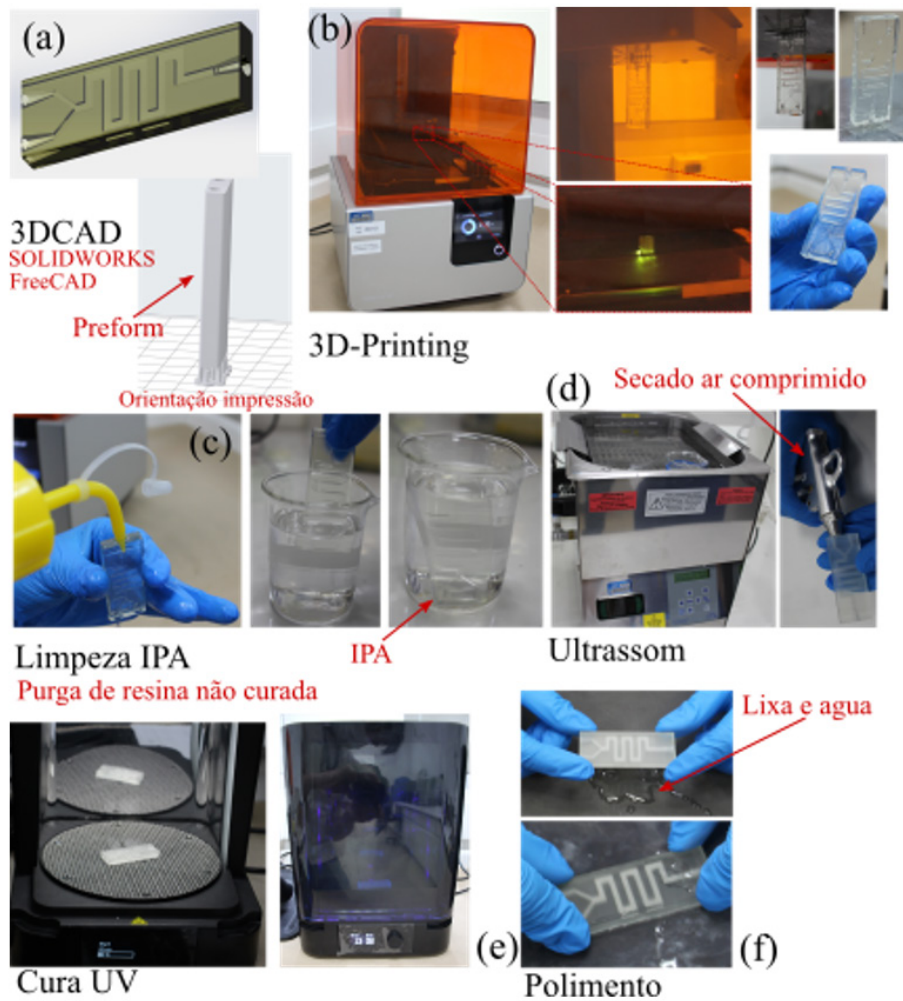 (a)
(b)
3DCAD
SOLIDWORKS
FreeCAD
Preform
Orientação impressão
3D-Printing
(c)
(d)
Secado ar comprimido
Limpeza IPA
IPA
Ultrassom
Purga de resina não curada
Lixa e agua
Cura UV
(e)
(f)
Polimento